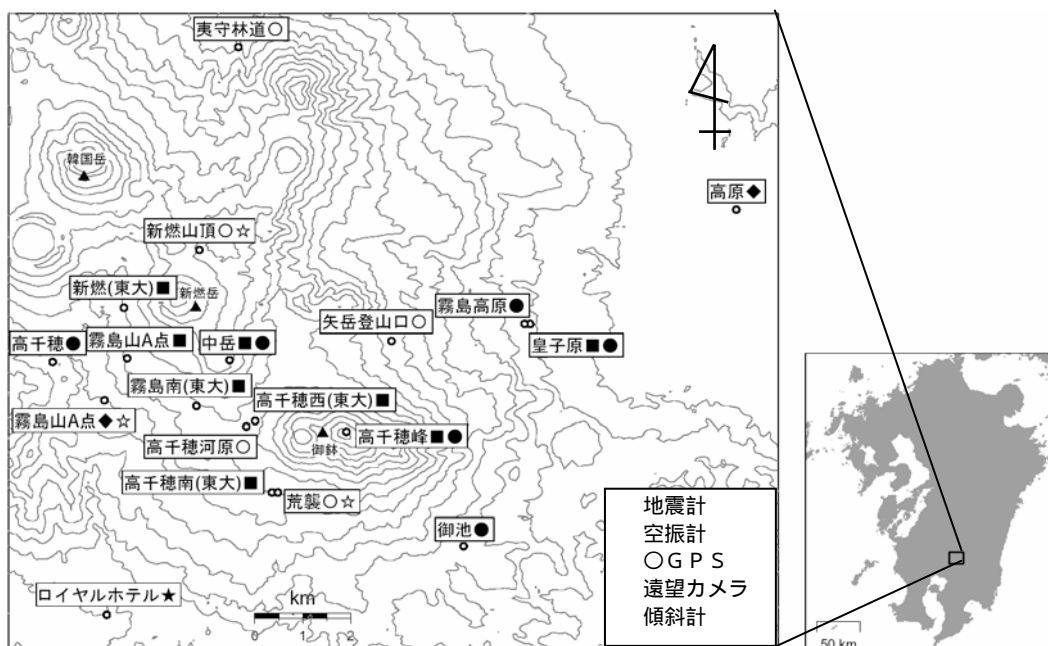 夷守林道○
韓国岳
高原◆
新燃山頂○☆
新燃(東大)■
新燃岳
霧島高原●
矢岳登山口○
高千穂●
霧島山A点■
中岳■●
皇子原■●
霧島南(東大)■
高千穂西(東大)■
霧島山A点◆☆
高千穂河原○
御鉢
高千穂峰■●
高千穂南(東大)■
荒襲○☆
御池●
ロイヤルホテル★
km
0 1 2
地震計
空振計
○GPS
遠望カメラ
傾斜計
50 km